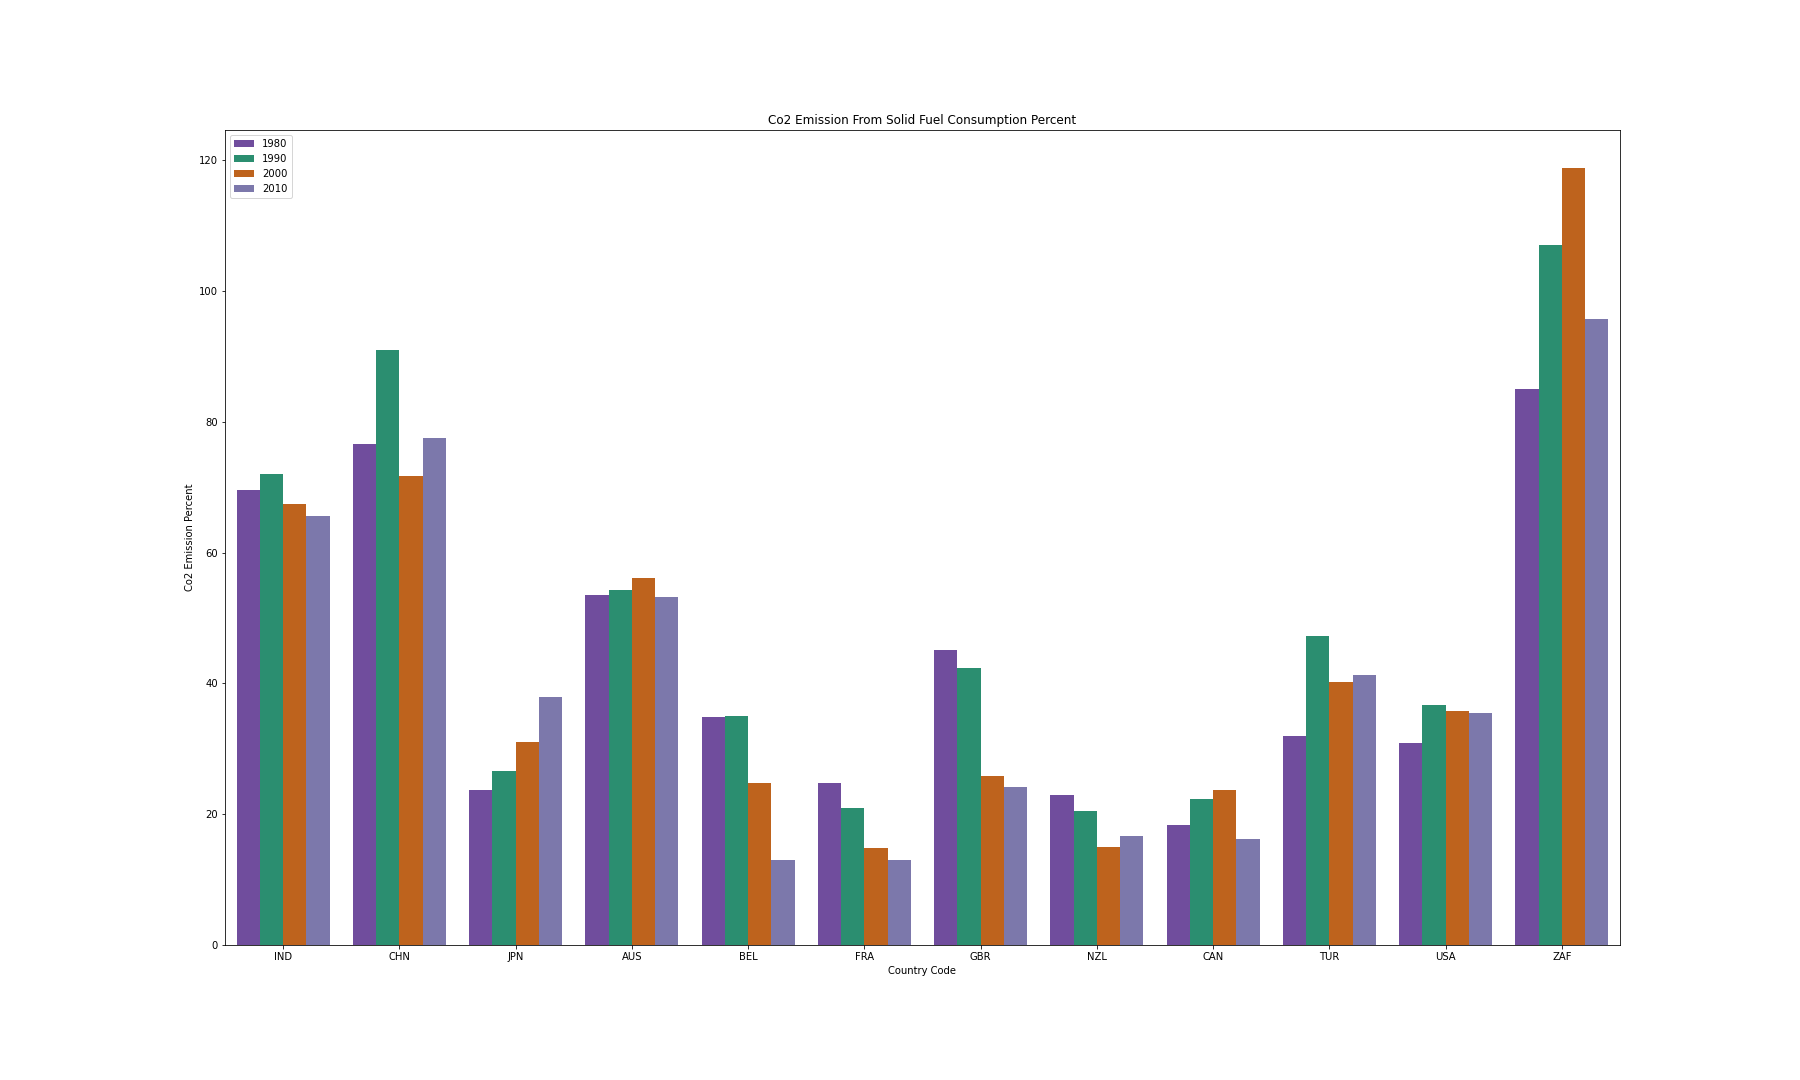 Co2 Emission From Solid Fuel Consumption Percent
1980
1990
2000
2010
120
100
80
60
40
20
0
Co2 Emission Percent
IND CHN JPN AUS BEL FRA GBR NZL CAN TUR USA ZAF
Country Code